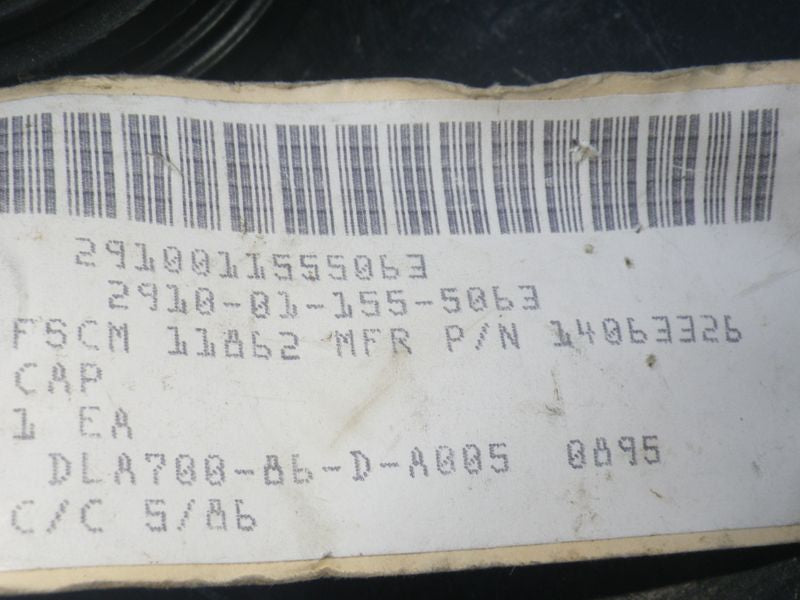 2910011555063
2910-01-155-5063
FSCM 11862 MFR P/N 14063326
CAP
1 EA
DLA700-86-D-A005 0895
C/C 5/86